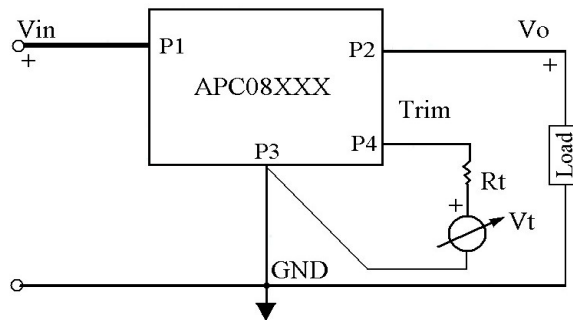 Vin
+
P1
P2
Vo
+
APC08XXX
Trim
P4
P3
Load
Rt
+
Vt
GND